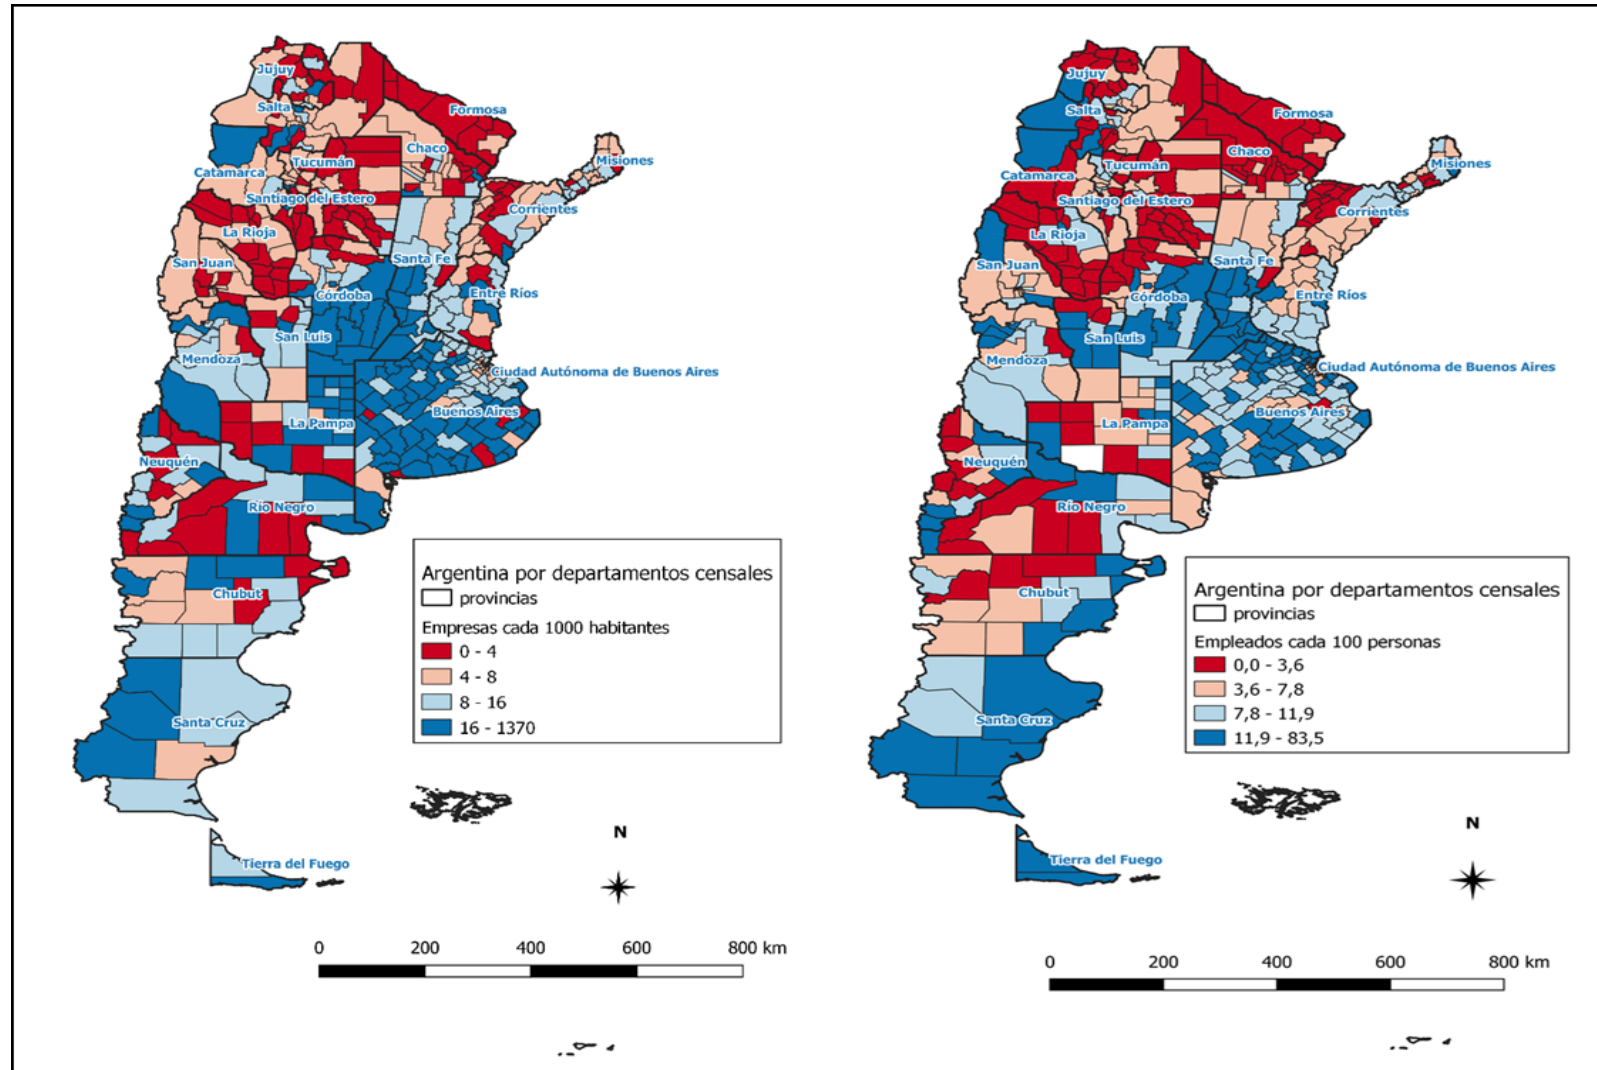 Jujuy
Salta
Formosa
Chaco
Tucumán
Misiones
Catamarca
Santiago del Estero
Corrientes
La Rioja
San Juan
Santa Fe
Córdoba
Entre Ríos
San Luis
Mendoza
Ciudad Autónoma de Buenos Aires
Buenos Aires
La Pampa
Neuquén
Río Negro
Chubut
Santa Cruz
Tierra del Fuego
Argentina por departamentos censales
provincias
Empresas cada 1000 habitantes
0 - 4
4 - 8
8 - 16
16 - 1370
N
0 200 400 600 800 km
Jujuy
Salta
Formosa
Chaco
Tucumán
Misiones
Catamarca
Santiago del Estero
Corrientes
La Rioja
San Juan
Santa Fe
Córdoba
Entre Ríos
San Luis
Mendoza
Ciudad Autónoma de Buenos Aires
Buenos Aires
La Pampa
Neuquén
Río Negro
Chubut
Santa Cruz
Tierra del Fuego
Argentina por departamentos censales
provincias
Empleados cada 100 personas
0,0 - 3,6
3,6 - 7,8
7,8 - 11,9
11,9 - 83,5
N
0 200 400 600 800 km